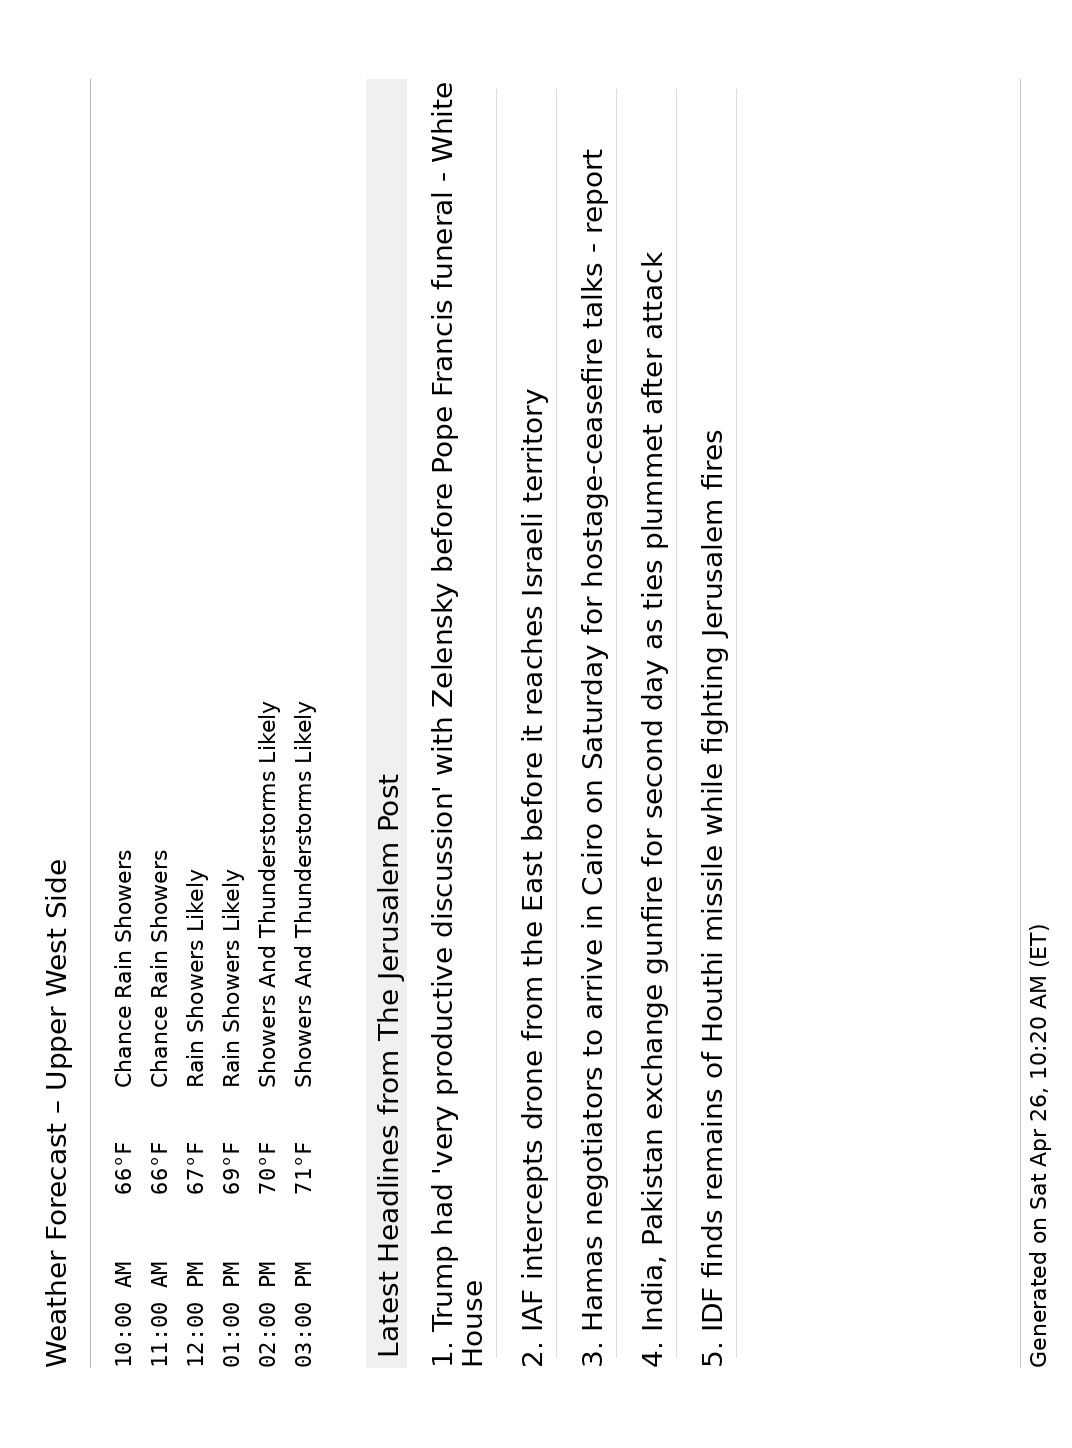 Weather Forecast – Upper West Side
10:00 AM 66°F Chance Rain Showers
11:00 AM 66°F Chance Rain Showers
12:00 PM 67°F Rain Showers Likely
01:00 PM 69°F Rain Showers Likely
02:00 PM 70°F Showers And Thunderstorms Likely
03:00 PM 71°F Showers And Thunderstorms Likely
Latest Headlines from The Jerusalem Post
1. Trump had 'very productive discussion' with Zelensky before Pope Francis funeral - White
House
2. IAF intercepts drone from the East before it reaches Israeli territory
3. Hamas negotiators to arrive in Cairo on Saturday for hostage-ceasefire talks - report
4. India, Pakistan exchange gunfire for second day as ties plummet after attack
5. IDF finds remains of Houthi missile while fighting Jerusalem fires
Generated on Sat Apr 26, 10:20 AM (ET)